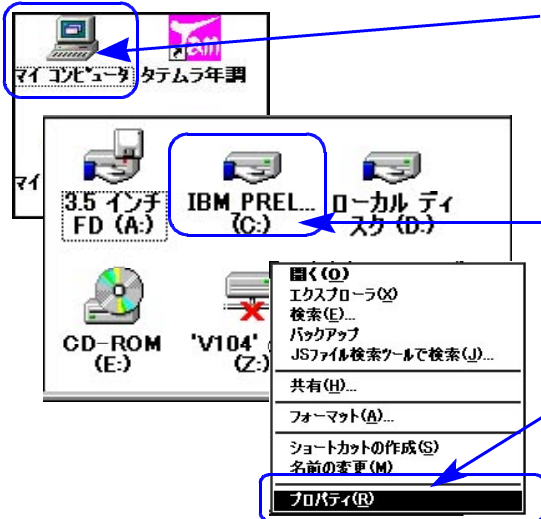 Tam
マイ コンピュータ タテムラ年調
マイ
3.5 インチ
FD (A:)
IBM_PREL...
(C:)
ローカル ディ
スク (D:)
CD-ROM
(E:)
'V104'
(Z:)
開く(O)
エクスプローラ(X)
検索(E)...
バックアップ
JSファイル検索ツールで検索(J)...
共有(H)...
フォーマット(A)...
ショートカットの作成(S)
名前の変更(M)
プロパティ(R)